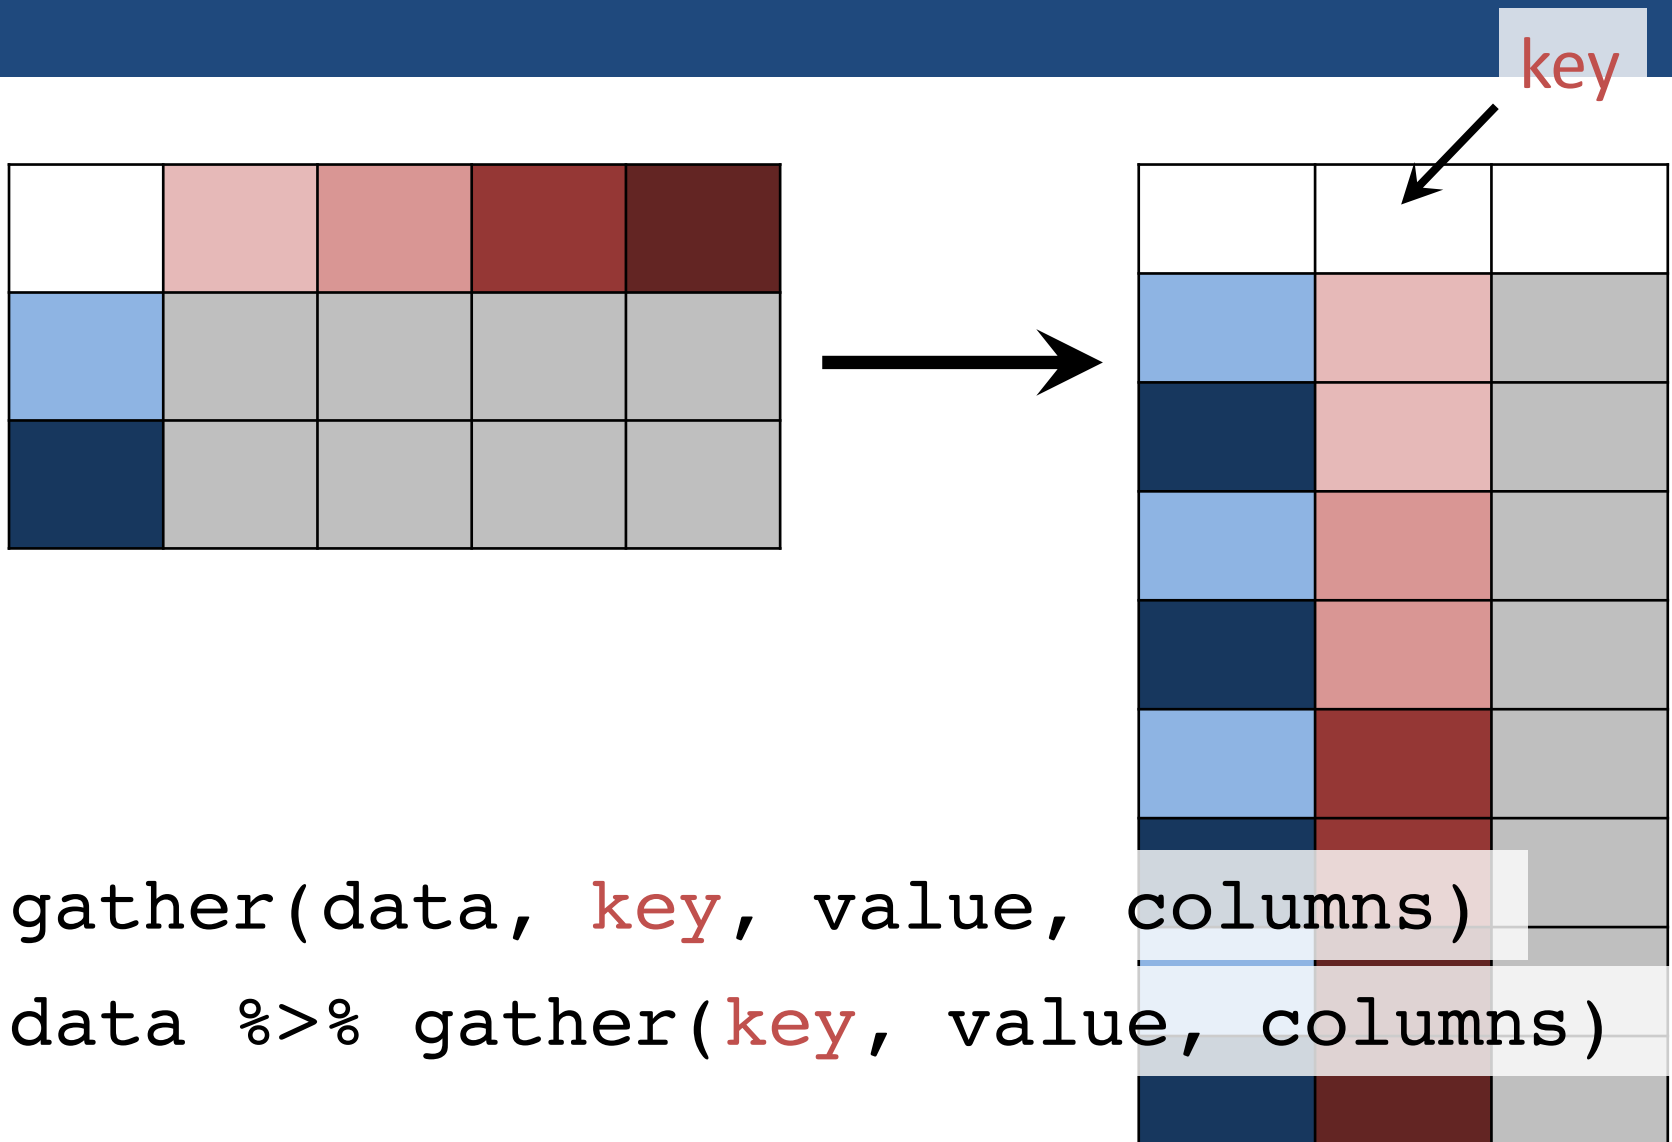 key
gather(data, key, value, columns)
data %>% gather(key, value, columns)